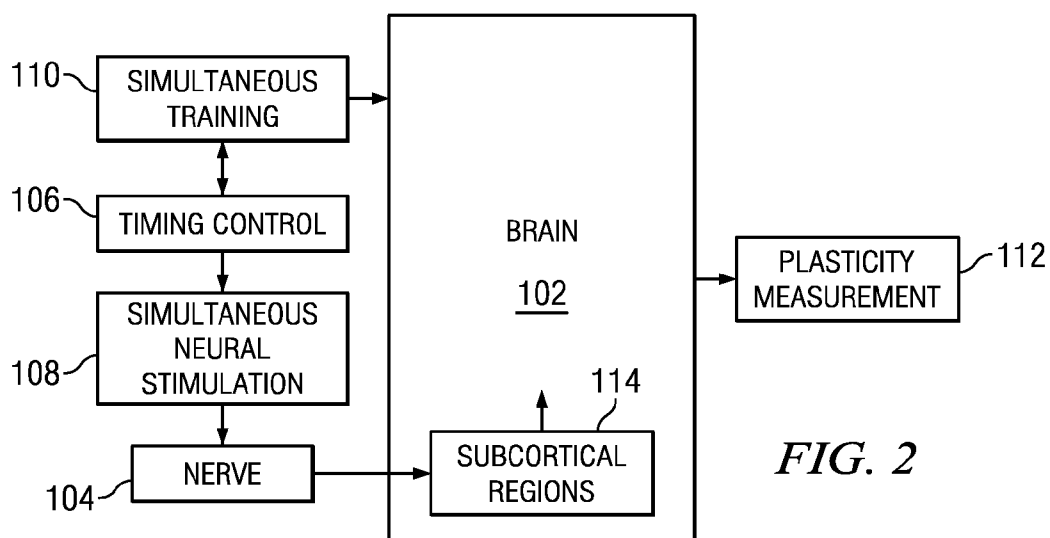 110
SIMULTANEOUS
TRAINING
106
TIMING CONTROL
108
SIMULTANEOUS
NEURAL
STIMULATION
104
NERVE
BRAIN
102
114
SUBCORTICAL
REGIONS
PLASTICITY
MEASUREMENT
112
FIG. 2